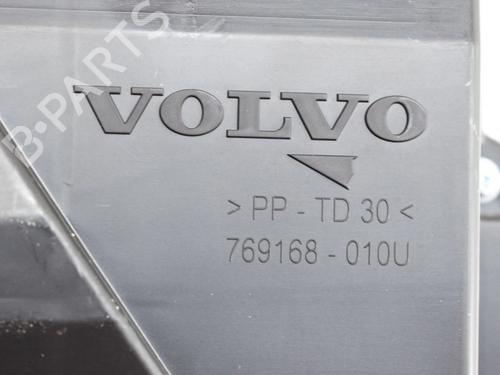 B-PARTS
VOLVO
> PP - TD 30 <
769168 - 010U